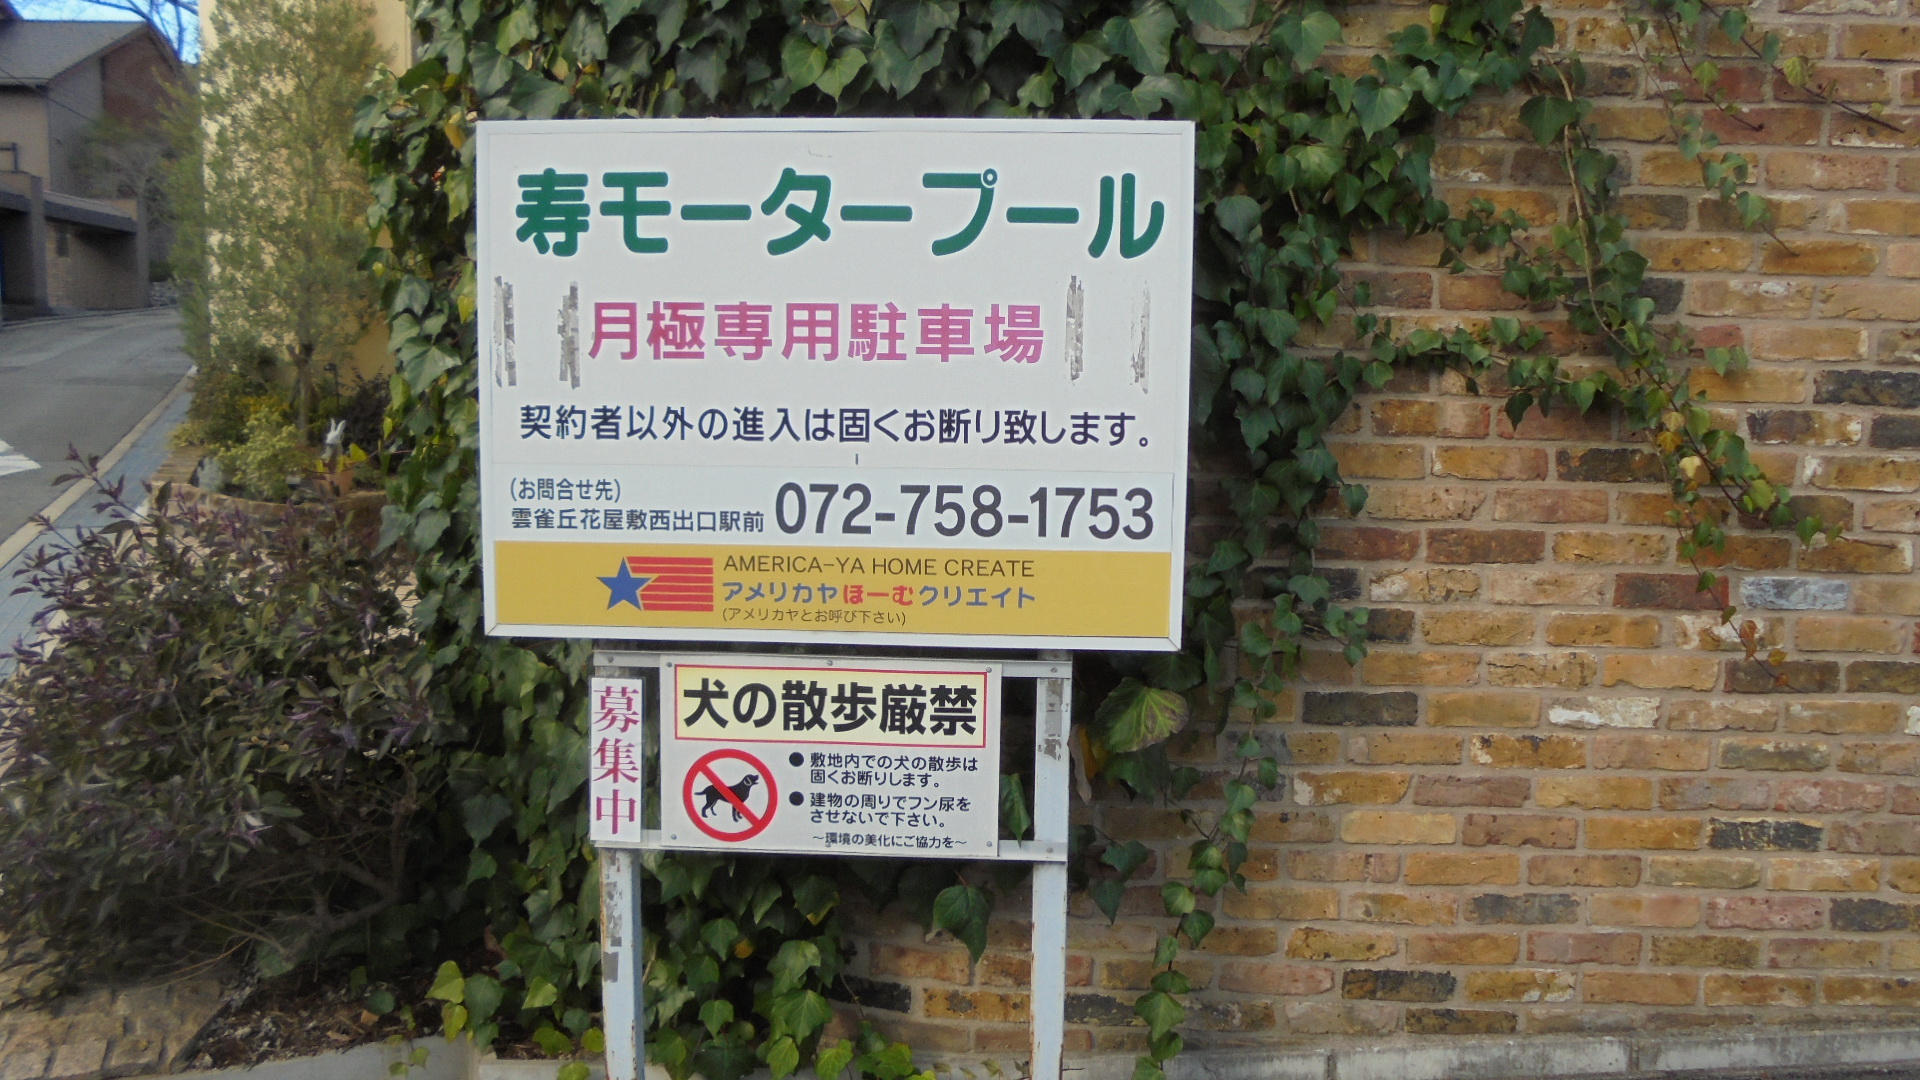 寿モータープール
月極専用駐車場
契約者以外の進入は固くお断り致します。
(お問合せ先)
雲雀丘花屋敷西出口駅前 072-758-1753
AMERICA-YA HOME CREATE
アメリカヤほーむクリエイト
(アメリカヤとお呼び下さい)
募集中
犬の散歩厳禁
●敷地内での犬の散歩は
固くお断りします。
●建物の周りでフン尿を
させないで下さい。
～環境の美化にご協力を～